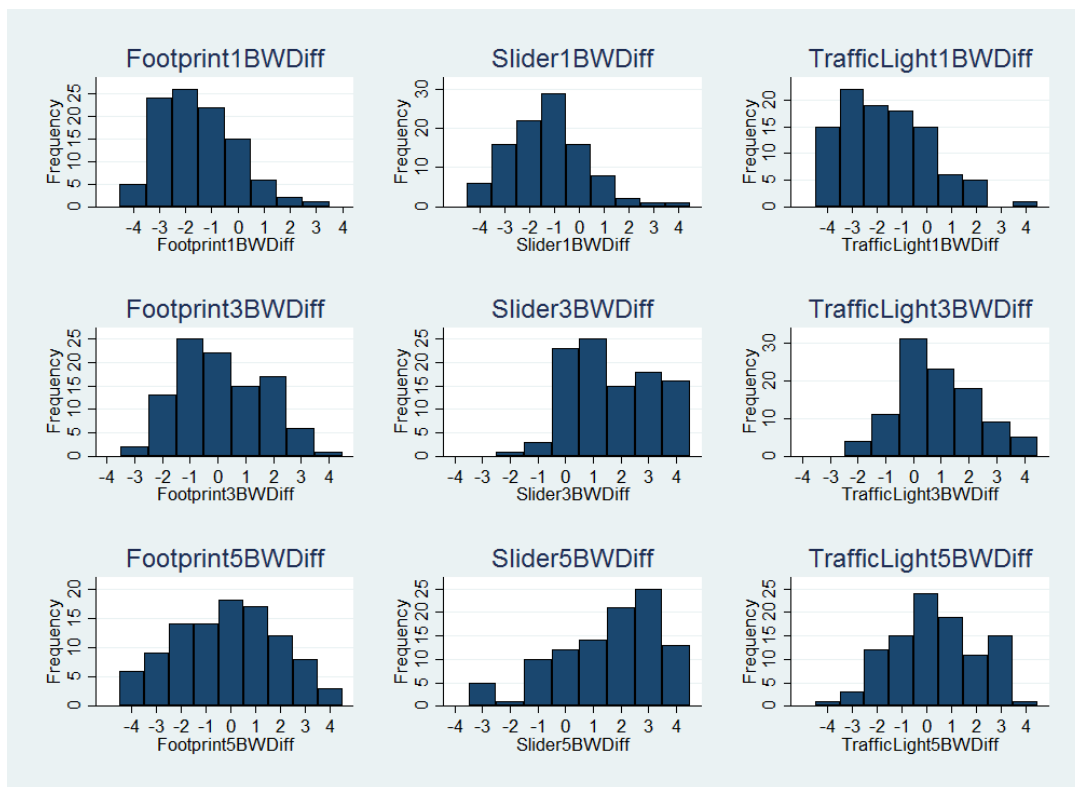 Footprint1BWDiff
Frequency
0 5 10 15 20 25
-4 -3 -2 -1 0 1 2 3 4
Footprint1BWDiff
Slider1BWDiff
Frequency
0 10 20 30
-4 -3 -2 -1 0 1 2 3 4
Slider1BWDiff
TrafficLight1BWDiff
Frequency
0 5 10 15 20
-4 -3 -2 -1 0 1 2 3 4
TrafficLight1BWDiff
Footprint3BWDiff
Frequency
0 5 10 15 20 25
-4 -3 -2 -1 0 1 2 3 4
Footprint3BWDiff
Slider3BWDiff
Frequency
0 5 10 15 20 25
-4 -3 -2 -1 0 1 2 3 4
Slider3BWDiff
TrafficLight3BWDiff
Frequency
0 10 20 30
-4 -3 -2 -1 0 1 2 3 4
TrafficLight3BWDiff
Footprint5BWDiff
Frequency
0 5 10 15 20
-4 -3 -2 -1 0 1 2 3 4
Footprint5BWDiff
Slider5BWDiff
Frequency
0 5 10 15 20 25
-4 -3 -2 -1 0 1 2 3 4
Slider5BWDiff
TrafficLight5BWDiff
Frequency
0 5 10 15 20 25
-4 -3 -2 -1 0 1 2 3 4
TrafficLight5BWDiff